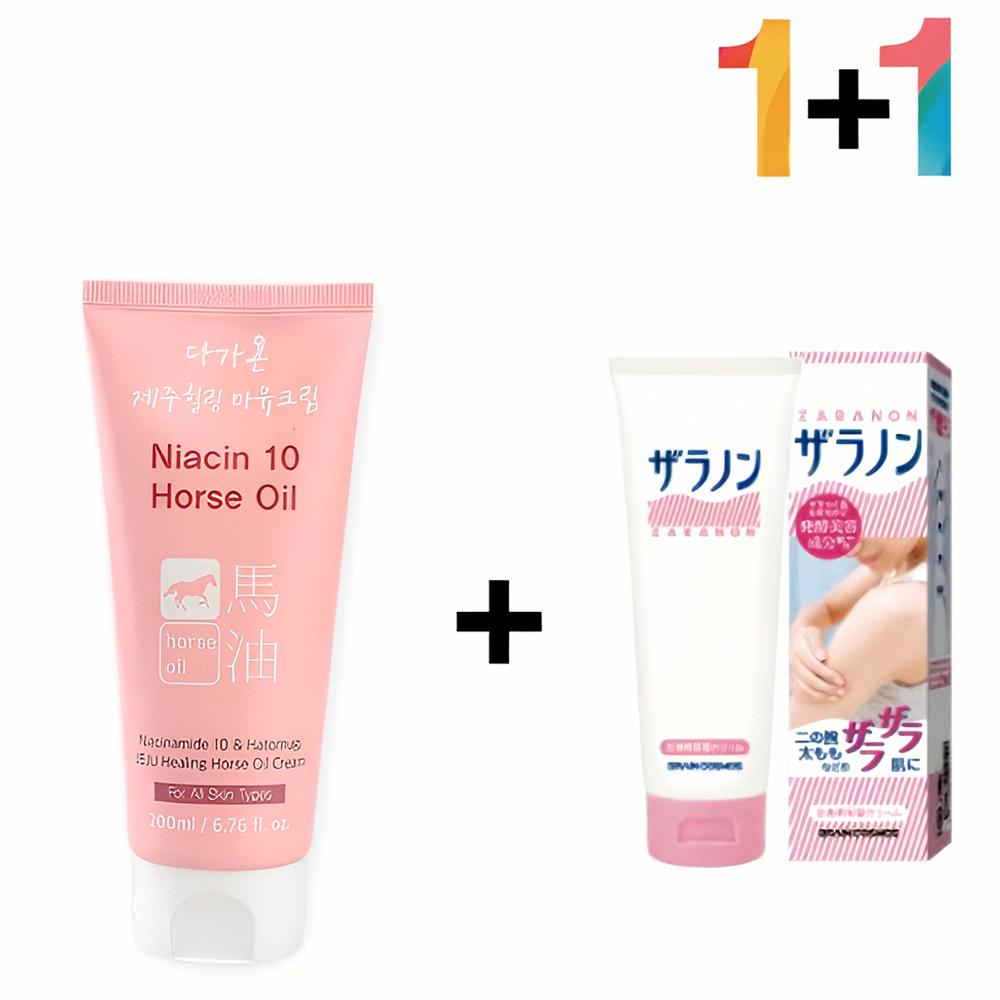 1+1
다가온
제주힐링 마유크림
Niacin 10
Horse Oil
馬
油
horse
oil
Niacinamide 10 &
JEJU Healing Horse Oil Cream
For All Skin Types
200ml / 6.76 fl. oz.
+
ザラノン
ZARANON
ZARANON
ザラノン
二の腕
太もも
ザラ
ザラ
肌に